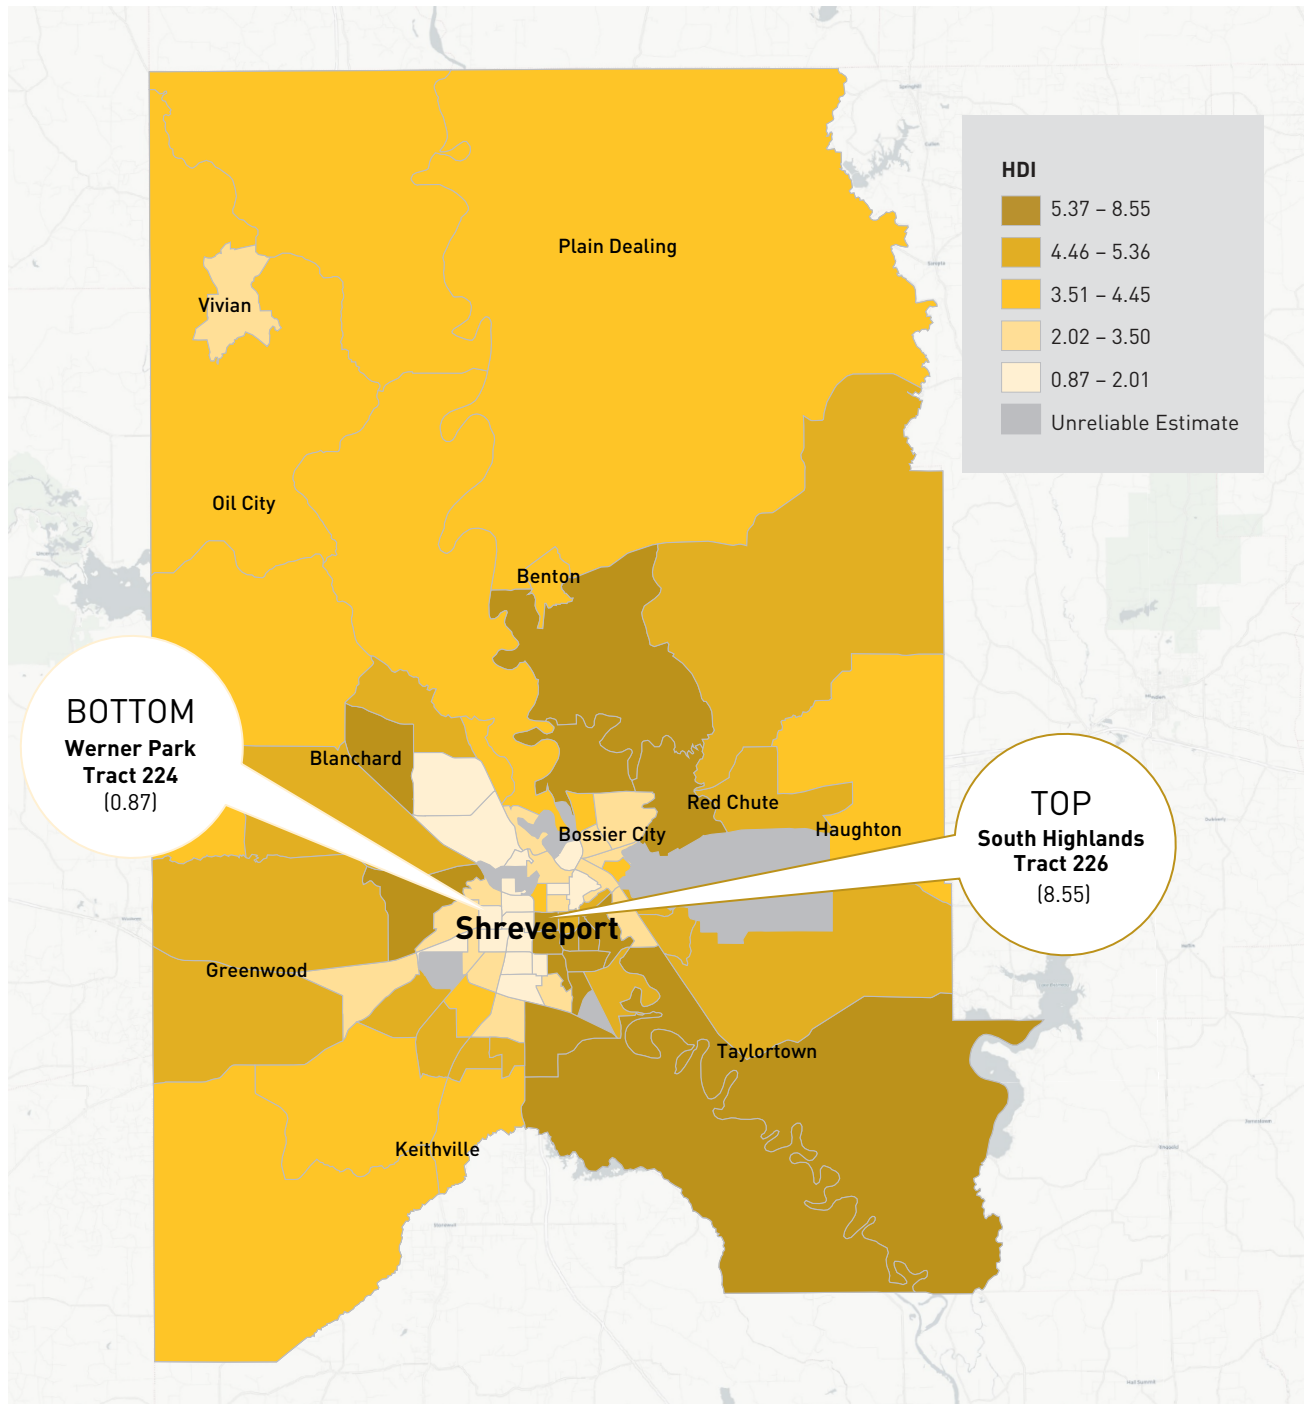 HDI
5.37 – 8.55
4.46 – 5.36
3.51 – 4.45
2.02 – 3.50
0.87 – 2.01
Unreliable Estimate
Plain Dealing
Vivian
Oil City
Benton
BOTTOM
Werner Park
Tract 224
(0.87)
Blanchard
Red Chute
Bossier City
Haughton
TOP
South Highlands
Tract 226
(8.55)
Shreveport
Greenwood
Taylortown
Keithville